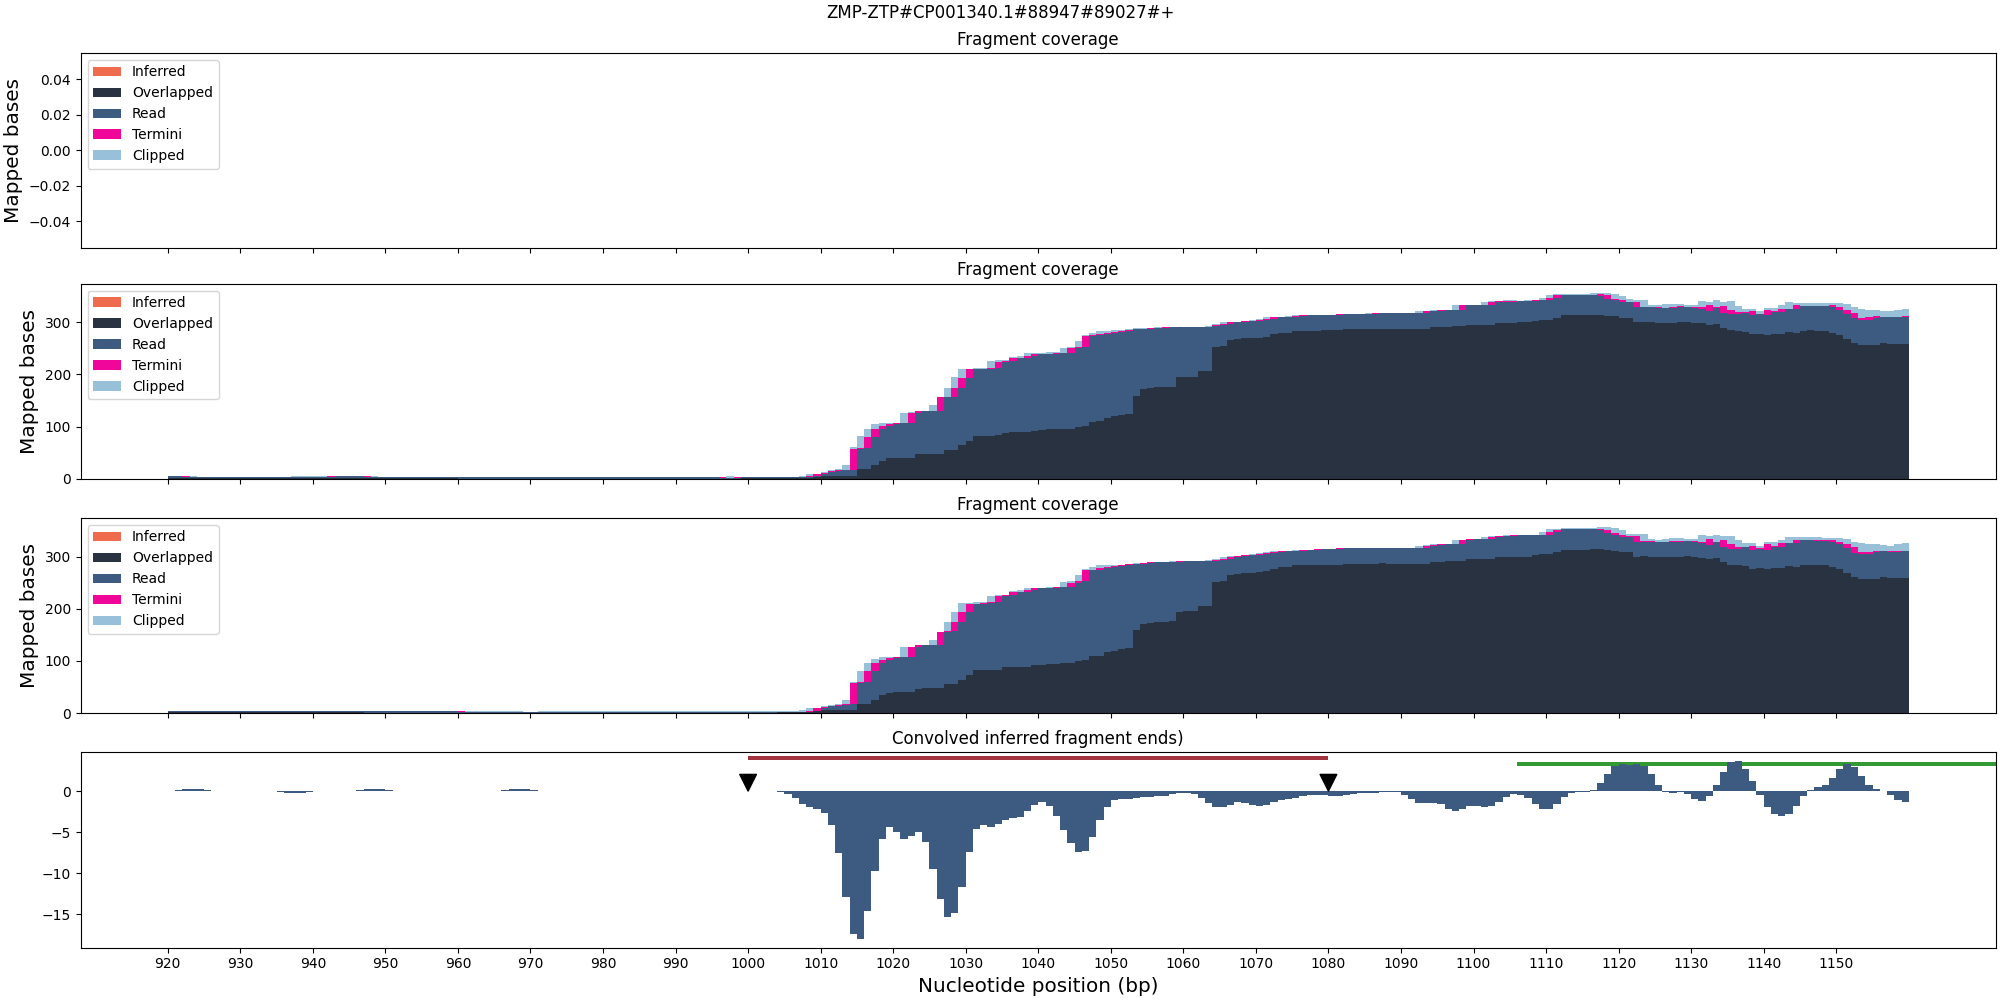 ZMP-ZTP#CP001340.1#88947#89027#+
Fragment coverage
Mapped bases
0.04
0.02
0.00
−0.02
−0.04
Inferred
Overlapped
Read
Termini
Clipped
Fragment coverage
Mapped bases
300
200
100
0
Inferred
Overlapped
Read
Termini
Clipped
Fragment coverage
Mapped bases
300
200
100
0
Inferred
Overlapped
Read
Termini
Clipped
Convolved inferred fragment ends)
0
−5
−10
−15
920 930 940 950 960 970 980 990 1000 1010 1020 1030 1040 1050 1060 1070 1080 1090 1100 1110 1120 1130 1140 1150
Nucleotide position (bp)